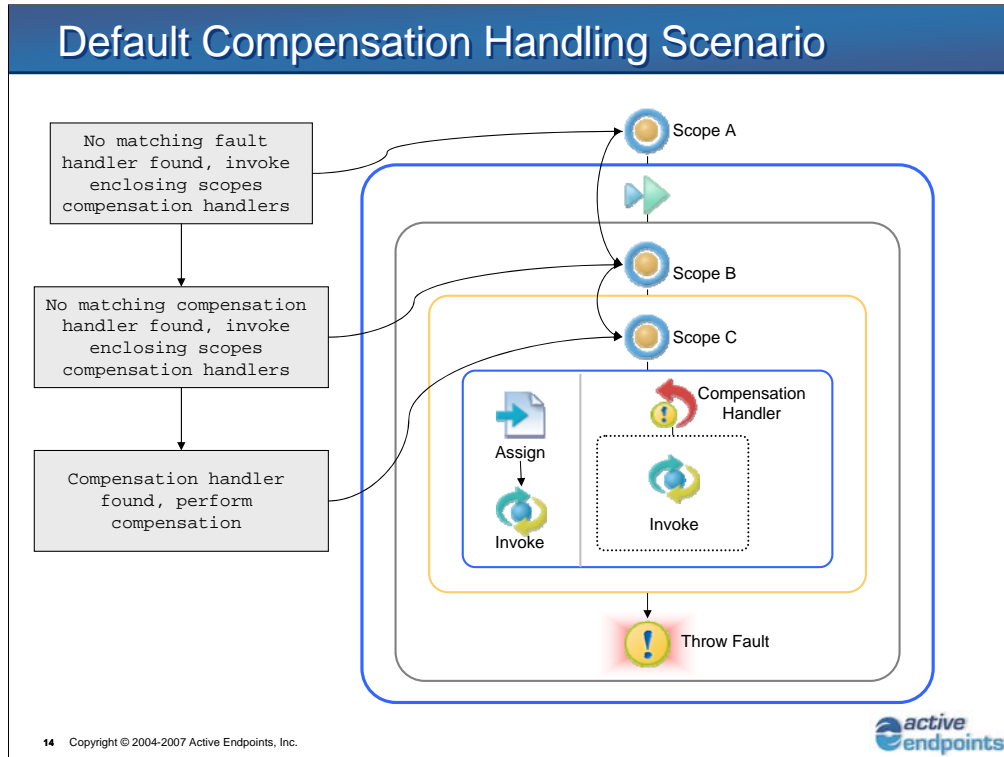 Default Compensation Handling Scenario
No matching fault
handler found, invoke
enclosing scopes
compensation handlers
No matching compensation
handler found, invoke
enclosing scopes
compensation handlers
Compensation handler
found, perform
compensation
Scope A
Scope B
Scope C
Assign
Invoke
Compensation
Handler
Invoke
Throw Fault
14 Copyright © 2004-2007 Active Endpoints, Inc.
active
endpoints